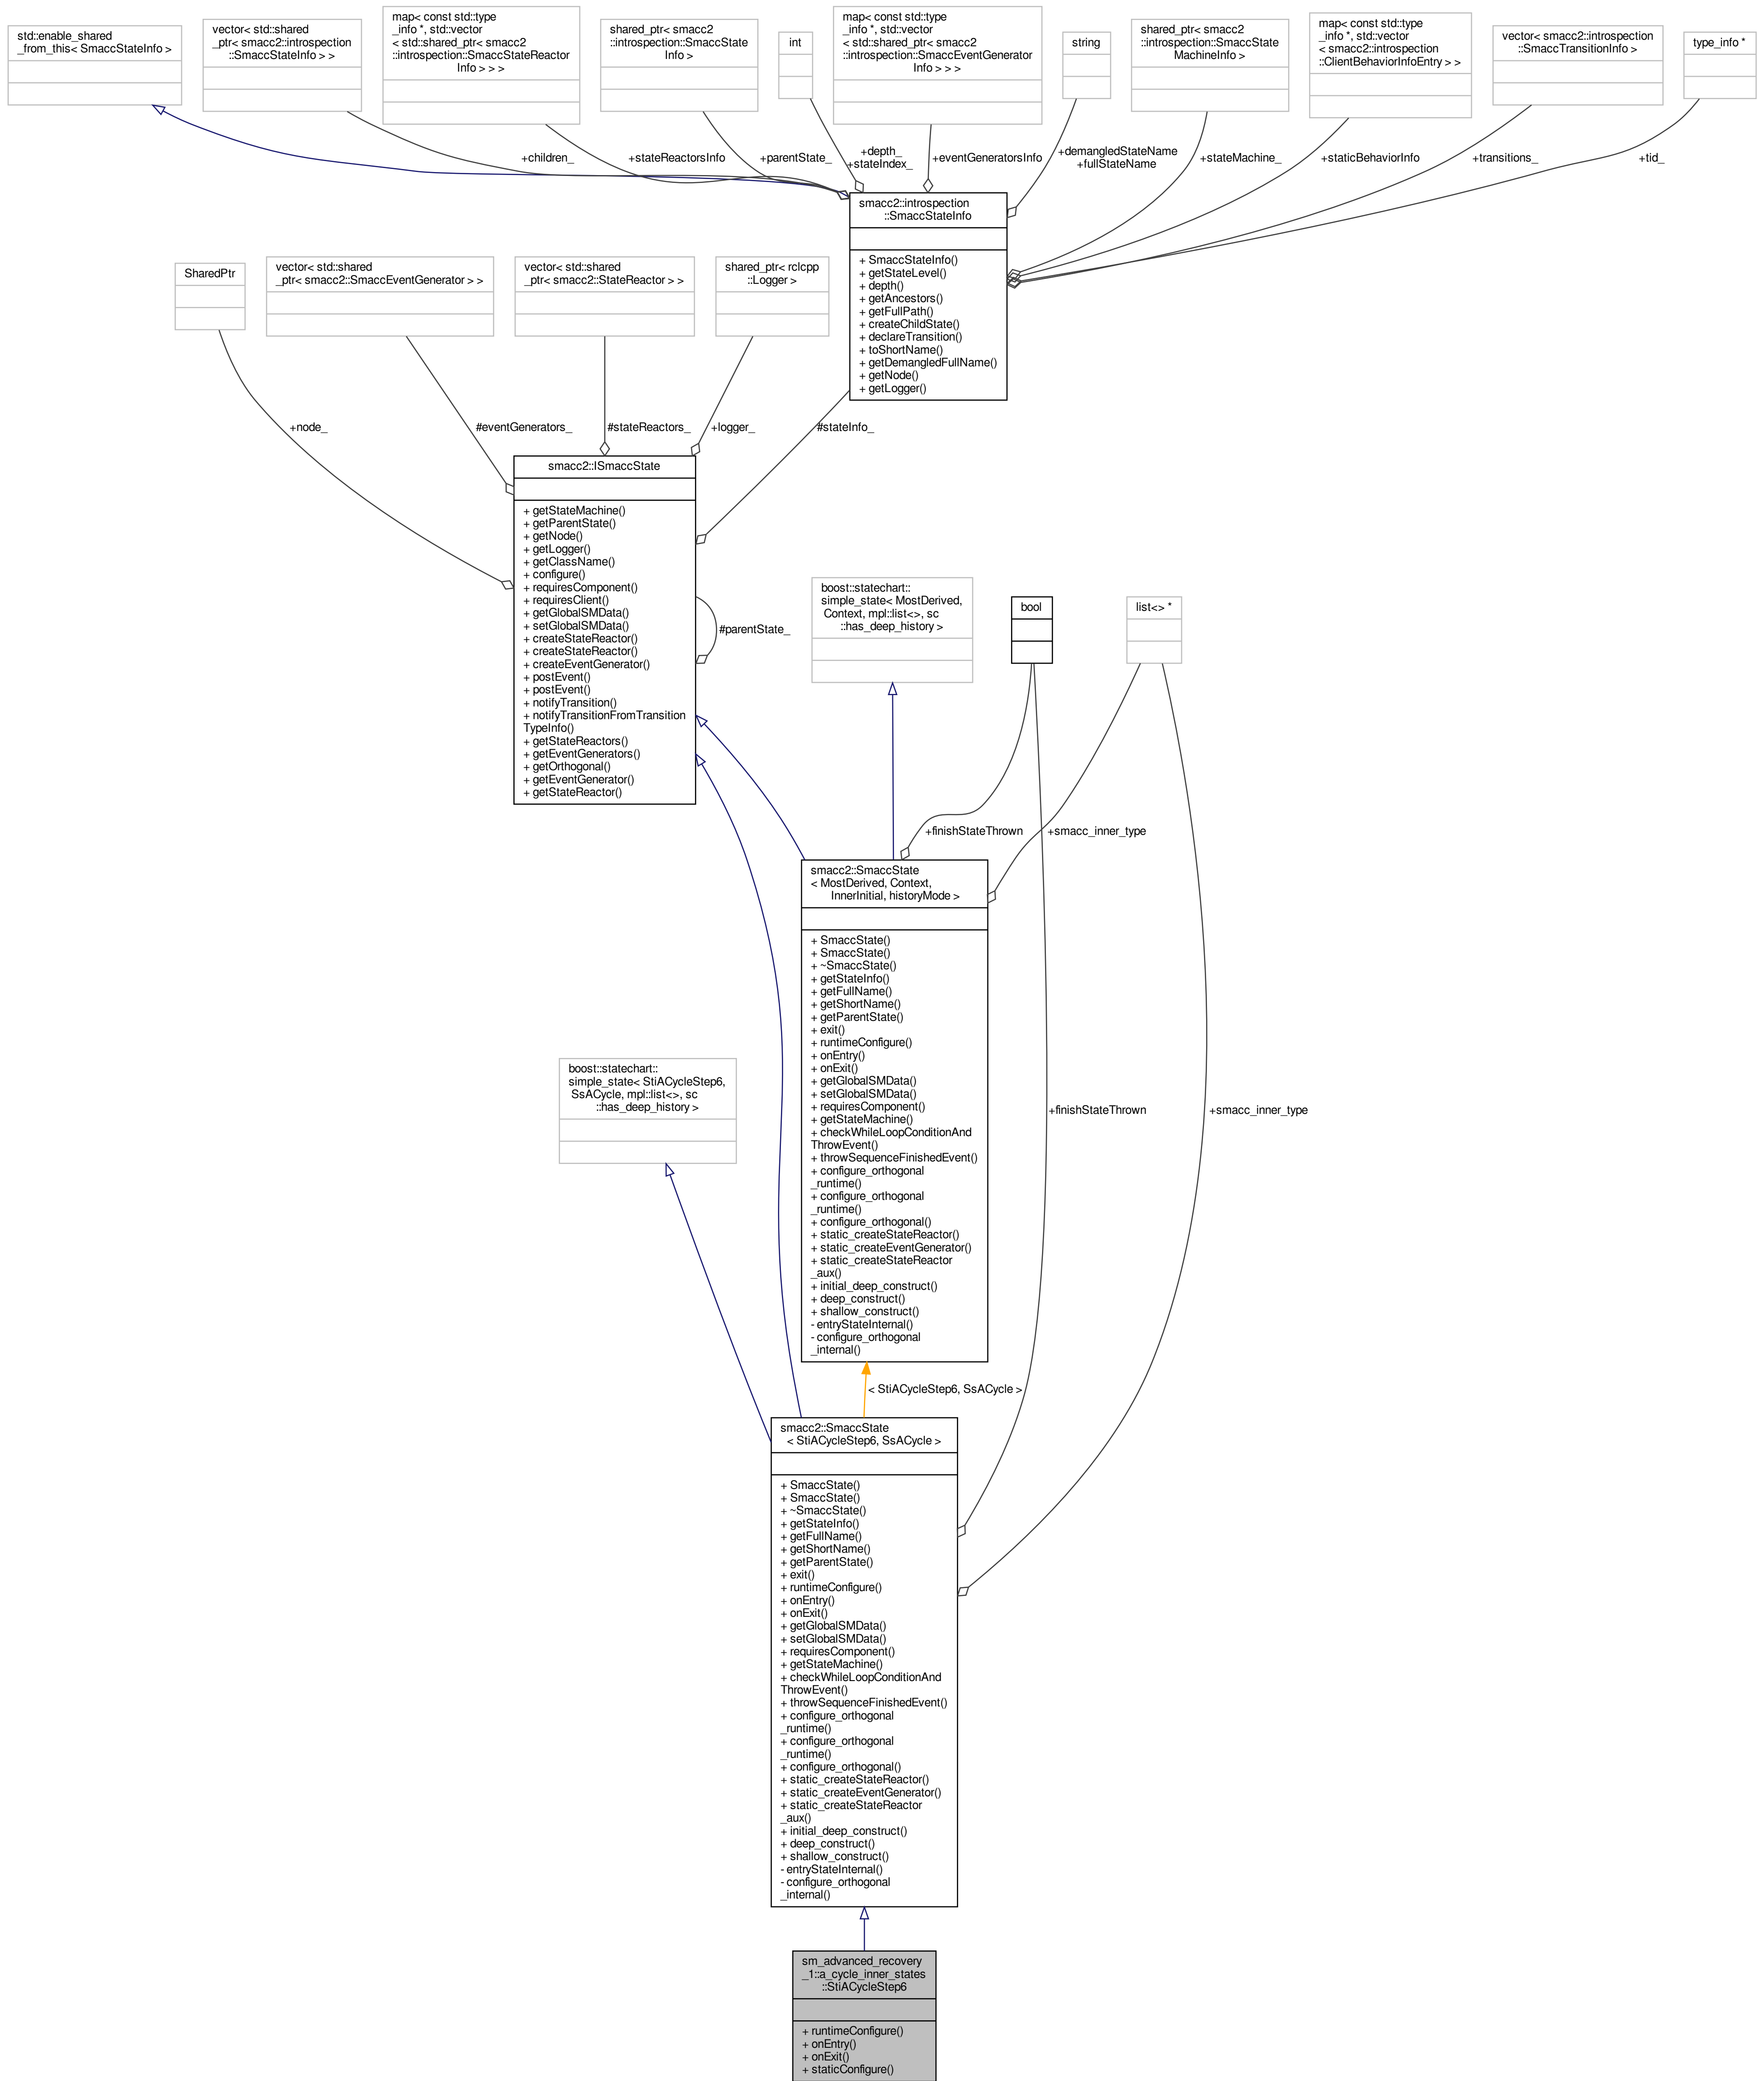 std::enable_shared
_from_this< SmaccStateInfo >
vector< std::shared
_ptr< smacc2::introspection
::SmaccStateInfo > >
map< const std::type
_info *, std::vector
< std::shared_ptr< smacc2
::introspection::SmaccStateReactor
Info > > >
shared_ptr< smacc2
::introspection::SmaccState
Info >
int
map< const std::type
_info *, std::vector
< std::shared_ptr< smacc2
::introspection::SmaccEventGenerator
Info > > >
string
shared_ptr< smacc2
::introspection::SmaccState
MachineInfo >
map< const std::type
_info *, std::vector
< smacc2::introspection
::ClientBehaviorInfoEntry > >
vector< smacc2::introspection
::SmaccTransitionInfo >
type_info *
+children_
+stateReactorsInfo
+parentState_
+depth_
+stateIndex_
+eventGeneratorsInfo
+demangledStateName
+fullStateName
+stateMachine_
+staticBehaviorInfo
+transitions_
+tid_
smacc2::introspection
::SmaccStateInfo
+ SmaccStateInfo()
+ getStateLevel()
+ depth()
+ getAncestors()
+ getFullPath()
+ createChildState()
+ declareTransition()
+ toShortName()
+ getDemangledFullName()
+ getNode()
+ getLogger()
SharedPtr
vector< std::shared
_ptr< smacc2::SmaccEventGenerator > >
vector< std::shared
_ptr< smacc2::StateReactor > >
shared_ptr< rclcpp
::Logger >
+node_
#eventGenerators_
#stateReactors_
+logger_
#stateInfo_
smacc2::ISmaccState
+ getStateMachine()
+ getParentState()
+ getNode()
+ getLogger()
+ getClassName()
+ configure()
+ requiresComponent()
+ requiresClient()
+ getGlobalSMData()
+ setGlobalSMData()
+ createStateReactor()
+ createStateReactor()
+ createEventGenerator()
+ postEvent()
+ postEvent()
+ notifyTransition()
+ notifyTransitionFromTransition
TypeInfo()
+ getStateReactors()
+ getEventGenerators()
+ getOrthogonal()
+ getEventGenerator()
+ getStateReactor()
#parentState_
boost::statechart::
simple_state< MostDerived,
Context, mpl::list<>, sc
::has_deep_history >
bool
list<> *
+finishStateThrown
+smacc_inner_type
smacc2::SmaccState
< MostDerived, Context,
InnerInitial, historyMode >
+ SmaccState()
+ SmaccState()
+ ~SmaccState()
+ getStateInfo()
+ getFullName()
+ getShortName()
+ getParentState()
+ exit()
+ runtimeConfigure()
+ onEntry()
+ onExit()
+ getGlobalSMData()
+ setGlobalSMData()
+ requiresComponent()
+ getStateMachine()
+ checkWhileLoopConditionAnd
ThrowEvent()
+ throwSequenceFinishedEvent()
+ configure_orthogonal
_runtime()
+ configure_orthogonal
_runtime()
+ configure_orthogonal()
+ static_createStateReactor()
+ static_createEventGenerator()
+ static_createStateReactor
_aux()
+ initial_deep_construct()
+ deep_construct()
+ shallow_construct()
- entryStateInternal()
- configure_orthogonal
_internal()
boost::statechart::
simple_state< StiACycleStep6,
SsACycle, mpl::list<>, sc
::has_deep_history >
+finishStateThrown
+smacc_inner_type
< StiACycleStep6, SsACycle >
smacc2::SmaccState
< StiACycleStep6, SsACycle >
+ SmaccState()
+ SmaccState()
+ ~SmaccState()
+ getStateInfo()
+ getFullName()
+ getShortName()
+ getParentState()
+ exit()
+ runtimeConfigure()
+ onEntry()
+ onExit()
+ getGlobalSMData()
+ setGlobalSMData()
+ requiresComponent()
+ getStateMachine()
+ checkWhileLoopConditionAnd
ThrowEvent()
+ throwSequenceFinishedEvent()
+ configure_orthogonal
_runtime()
+ configure_orthogonal
_runtime()
+ configure_orthogonal()
+ static_createStateReactor()
+ static_createEventGenerator()
+ static_createStateReactor
_aux()
+ initial_deep_construct()
+ deep_construct()
+ shallow_construct()
- entryStateInternal()
- configure_orthogonal
_internal()
sm_advanced_recovery
_1::a_cycle_inner_states
::StiACycleStep6
+ runtimeConfigure()
+ onEntry()
+ onExit()
+ staticConfigure()